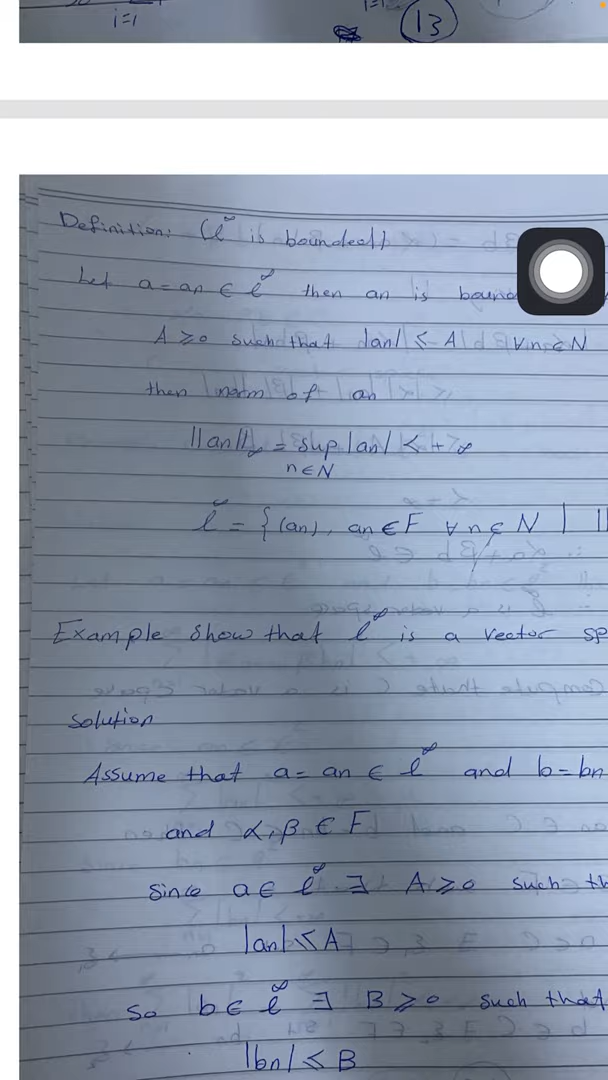 i=1
i=1
13
Definition: (ℓ^∞ is bounded)
Let a = an ∈ ℓ^∞ then an is boun
A ≥ 0 such that |an| ≤ A ∀n∈N
then norm of an
||an||_∞ = sup |an| < +∞
n∈N
ℓ^∞ = { (an), an ∈ F ∀ n ∈ N | ||
Example show that ℓ^∞ is a vector sp
solution
Assume that a = an ∈ ℓ^∞ and b = bn
and α, β ∈ F
since a ∈ ℓ^∞ ∃ A ≥ 0 such th
|an| ≤ A
so b ∈ ℓ^∞ ∃ B ≥ 0 such that
|bn| ≤ B